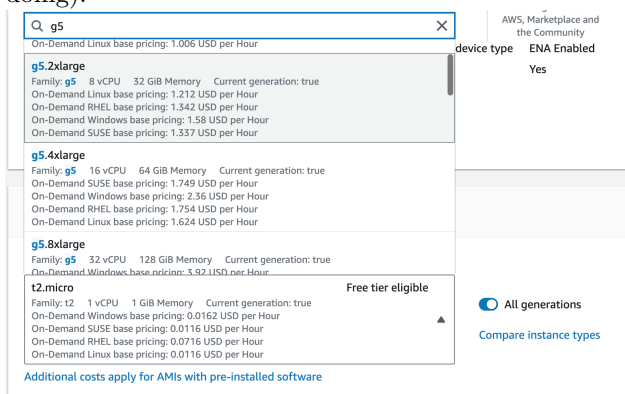 doing).
g5
AWS, Marketplace and
the Community
On-Demand Linux base pricing: 1.006 USD per Hour
device type ENA Enabled
Yes
g5.2xlarge
Family: g5 8 vCPU 32 GiB Memory Current generation: true
On-Demand Linux base pricing: 1.212 USD per Hour
On-Demand RHEL base pricing: 1.342 USD per Hour
On-Demand Windows base pricing: 1.58 USD per Hour
On-Demand SUSE base pricing: 1.337 USD per Hour
g5.4xlarge
Family: g5 16 vCPU 64 GiB Memory Current generation: true
On-Demand SUSE base pricing: 1.749 USD per Hour
On-Demand Windows base pricing: 2.36 USD per Hour
On-Demand RHEL base pricing: 1.754 USD per Hour
On-Demand Linux base pricing: 1.624 USD per Hour
g5.8xlarge
Family: g5 32 vCPU 128 GiB Memory Current generation: true
On-Demand Windows base pricing: 3.92 USD per Hour
t2.micro Free tier eligible
Family: t2 1 vCPU 1 GiB Memory Current generation: true
On-Demand Windows base pricing: 0.0162 USD per Hour
On-Demand SUSE base pricing: 0.0116 USD per Hour
On-Demand RHEL base pricing: 0.0716 USD per Hour
On-Demand Linux base pricing: 0.0116 USD per Hour
All generations
Compare instance types
Additional costs apply for AMIs with pre-installed software